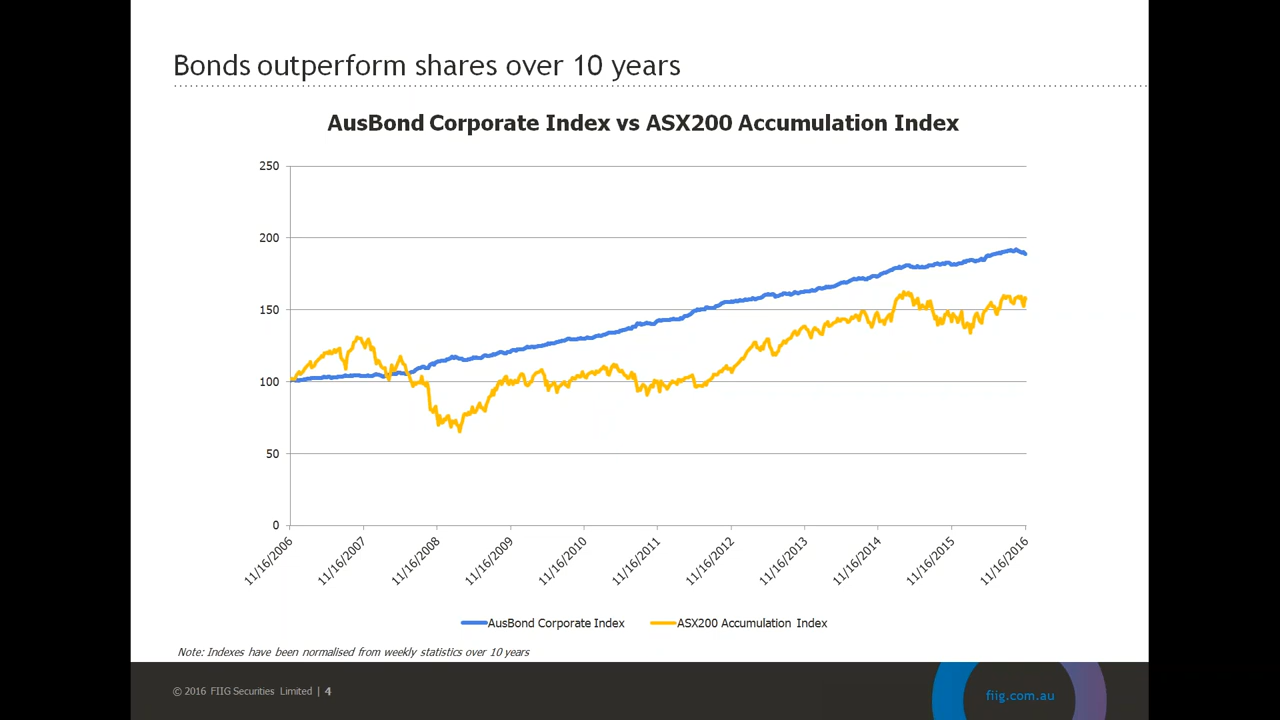 Bonds outperform shares over 10 years
AusBond Corporate Index vs ASX200 Accumulation Index
250
200
150
100
50
0
11/16/2006
11/16/2007
11/16/2008
11/16/2009
11/16/2010
11/16/2011
11/16/2012
11/16/2013
11/16/2014
11/16/2015
11/16/2016
AusBond Corporate Index
ASX200 Accumulation Index
Note: Indexes have been normalised from weekly statistics over 10 years
© 2016 FIIG Securities Limited | 4
fiig.com.au